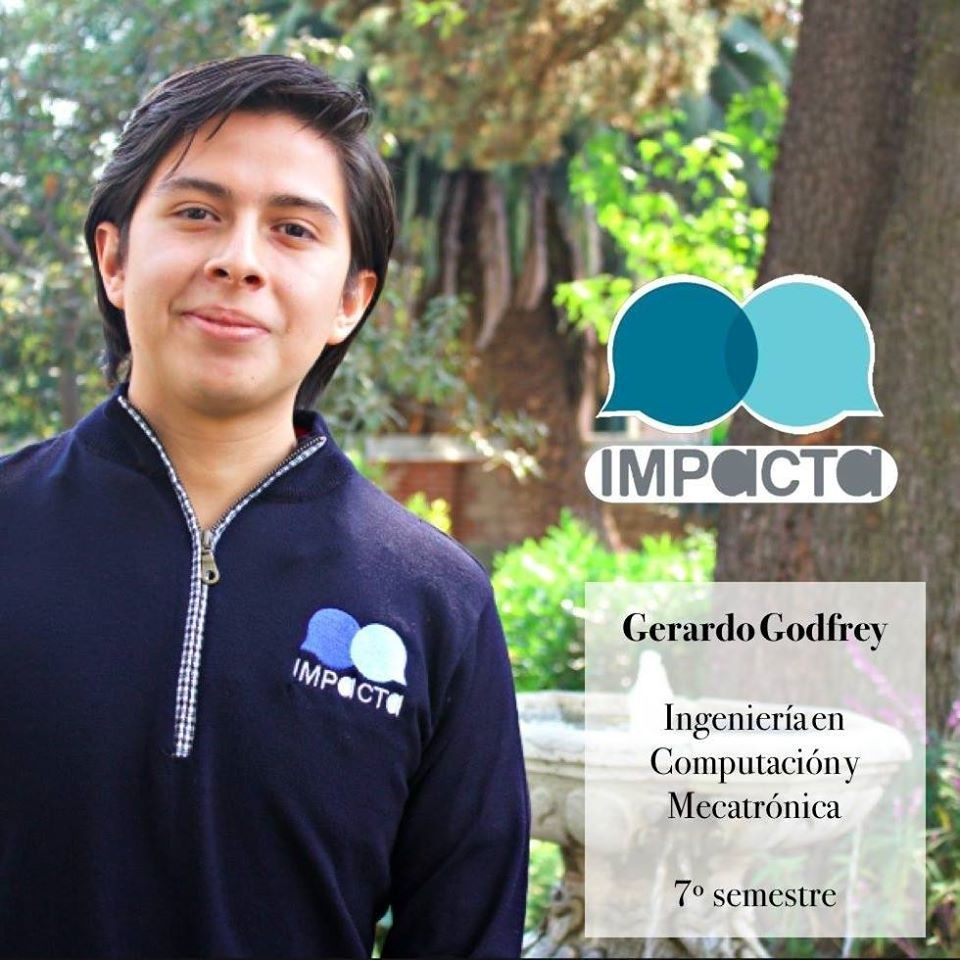 IMPACTA
IMPACTA
Gerardo Godfrey
Ingeniería en
Computación y
Mecatrónica
7º semestre